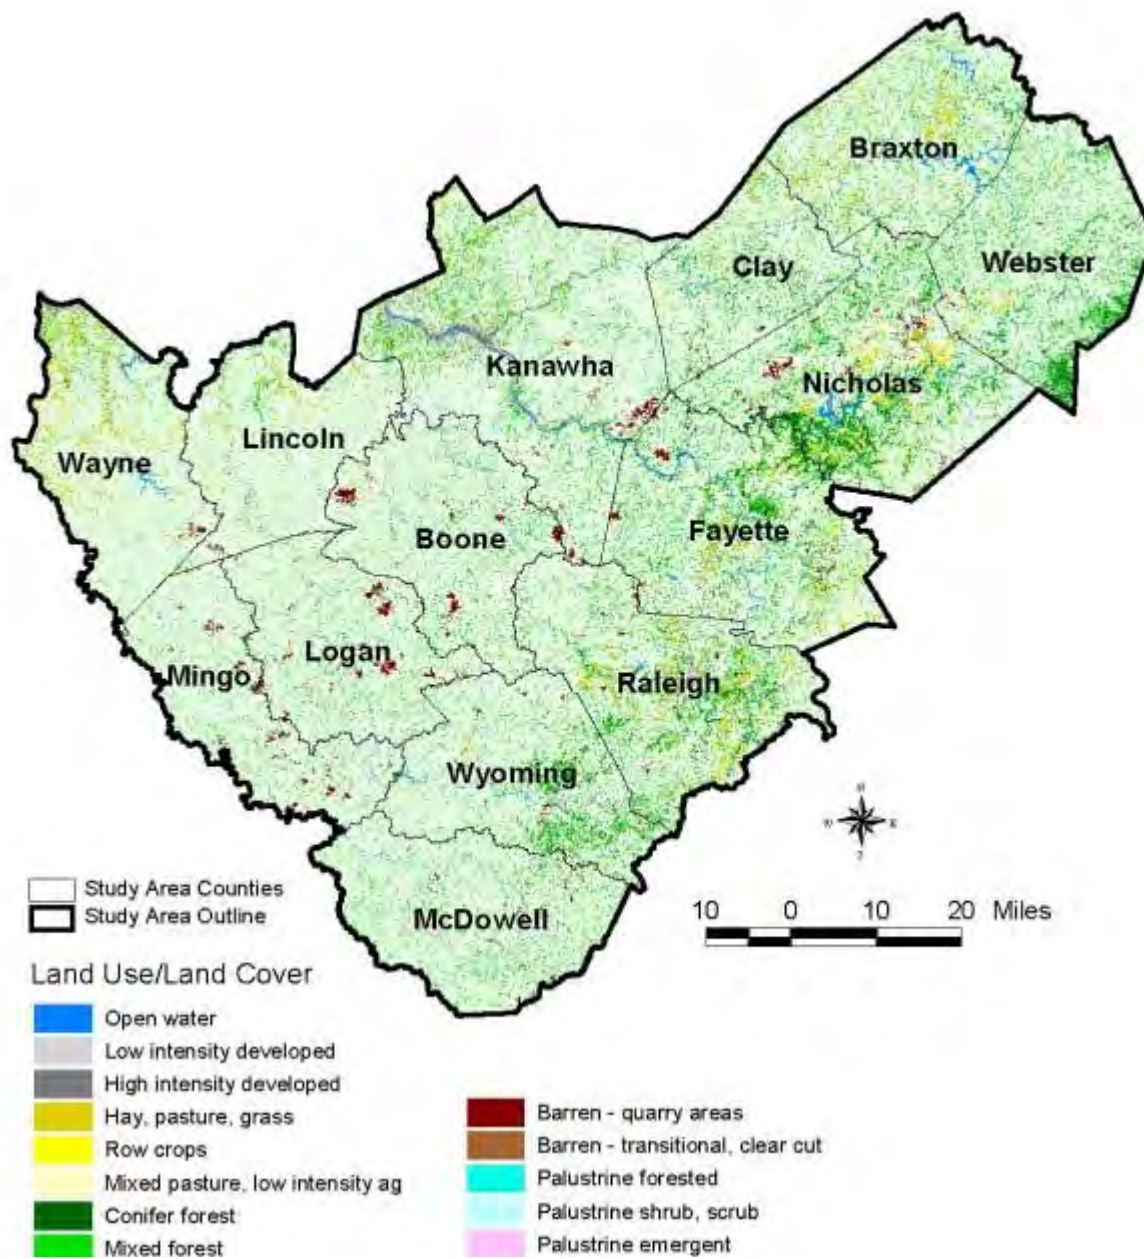 Braxton
Webster
Clay
Kanawha
Nicholas
Lincoln
Wayne
Boone
Fayette
Logan
Mingo
Raleigh
Wyoming
McDowell
W
Study Area Counties
Study Area Outline
10 0 10 20 Miles
Land Use/Land Cover
Open water
Low intensity developed
High intensity developed
Hay, pasture, grass
Row crops
Mixed pasture, low intensity ag
Conifer forest
Mixed forest
Barren - quarry areas
Barren - transitional, clear cut
Palustrine forested
Palustrine shrub, scrub
Palustrine emergent